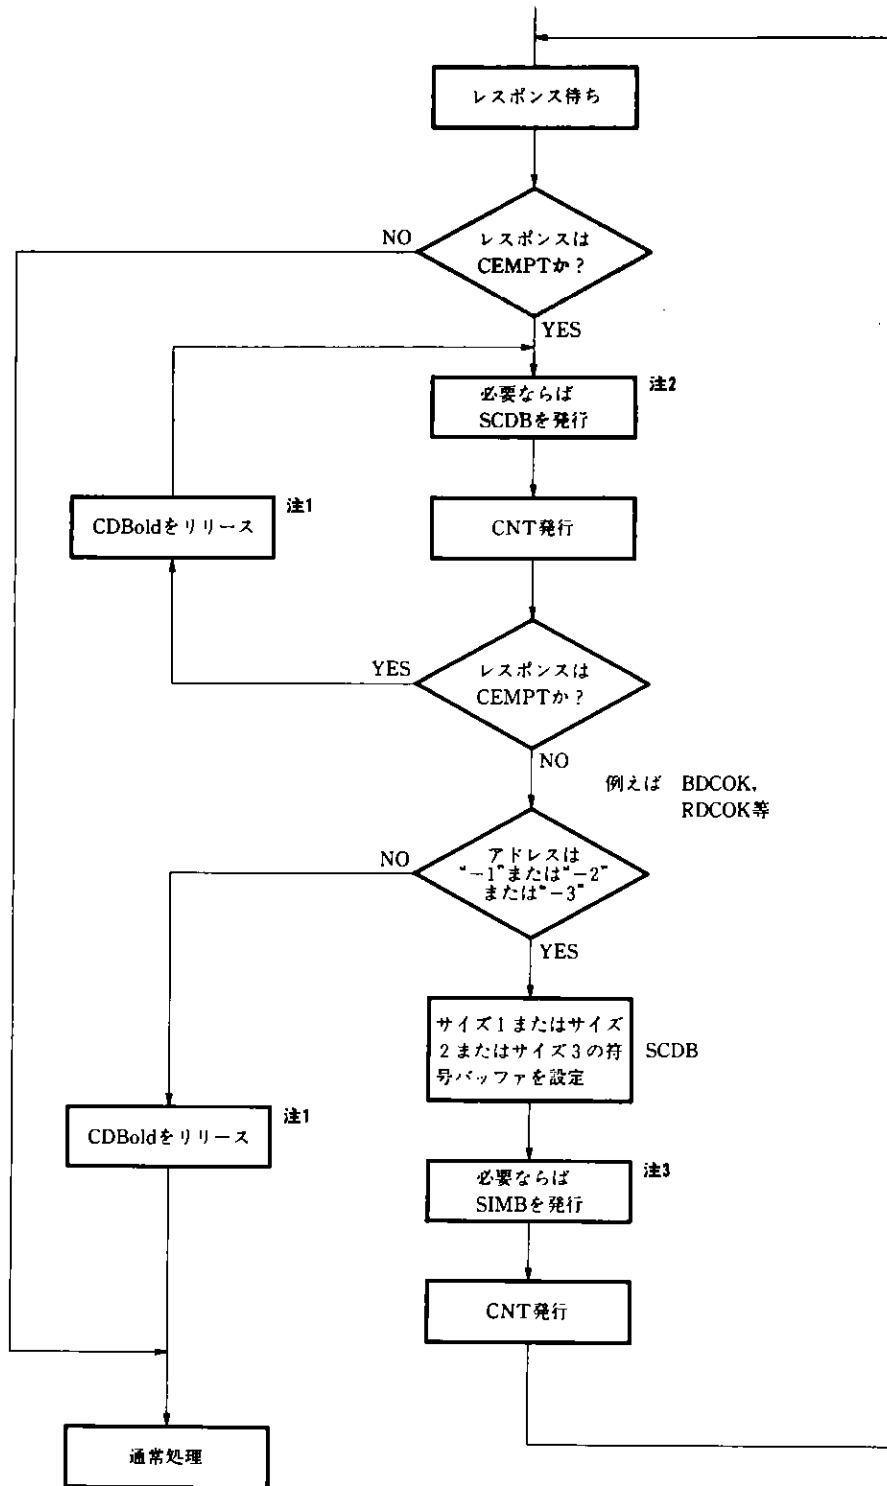 レスポンス待ち
NO
レスポンスは
CEMPTか？
YES
必要ならば
SCDBを発行
注2
CDBoldをリリース
注1
CNT発行
YES
レスポンスは
CEMPTか？
NO
例えば BDCOK,
RDCOK等
NO
アドレスは
“－1”または“－2”
または“－3”
YES
サイズ1またはサイズ
2またはサイズ3の符
号バッファを設定
SCDB
CDBoldをリリース
注1
必要ならば
SIMBを発行
注3
CNT発行
通常処理